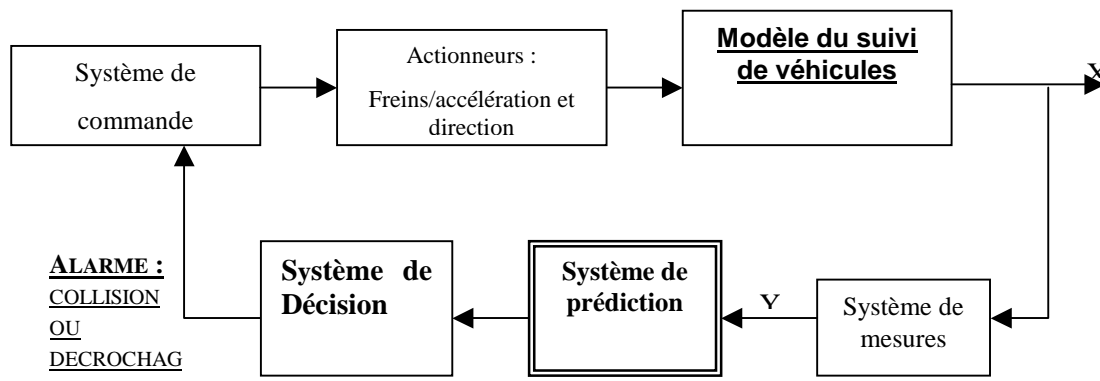 Système de
commande
Actionneurs :
Freins/accélération et
direction
Modèle du suivi
de véhicules
X
ALARME :
COLLISION
OU
DECROCHAG
Système de
Décision
Système de
prédiction
Y
Système de
mesures